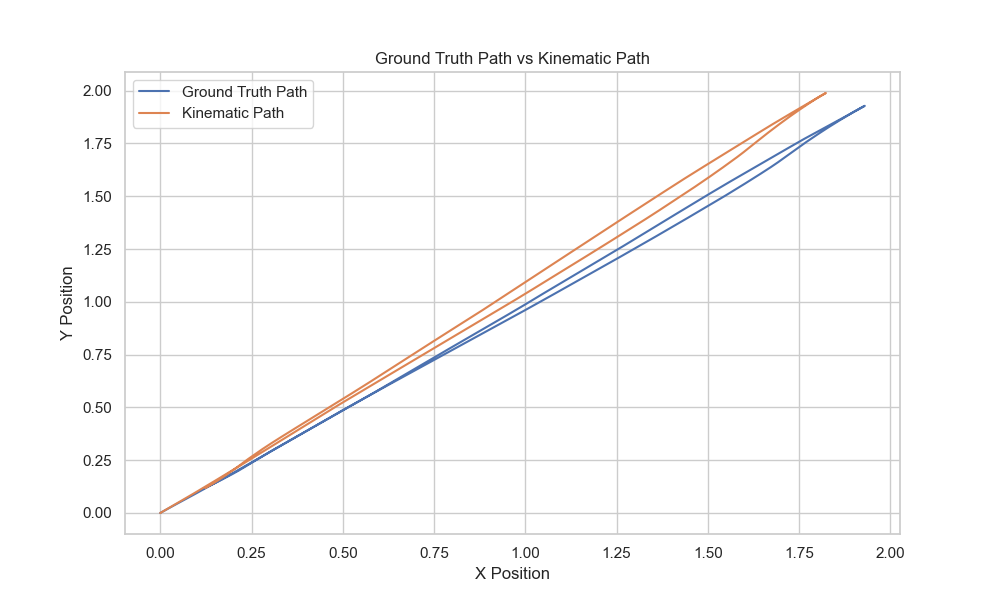 Ground Truth Path vs Kinematic Path
Ground Truth Path
Kinematic Path
Y Position
2.00
1.75
1.50
1.25
1.00
0.75
0.50
0.25
0.00
0.00 0.25 0.50 0.75 1.00 1.25 1.50 1.75 2.00
X Position